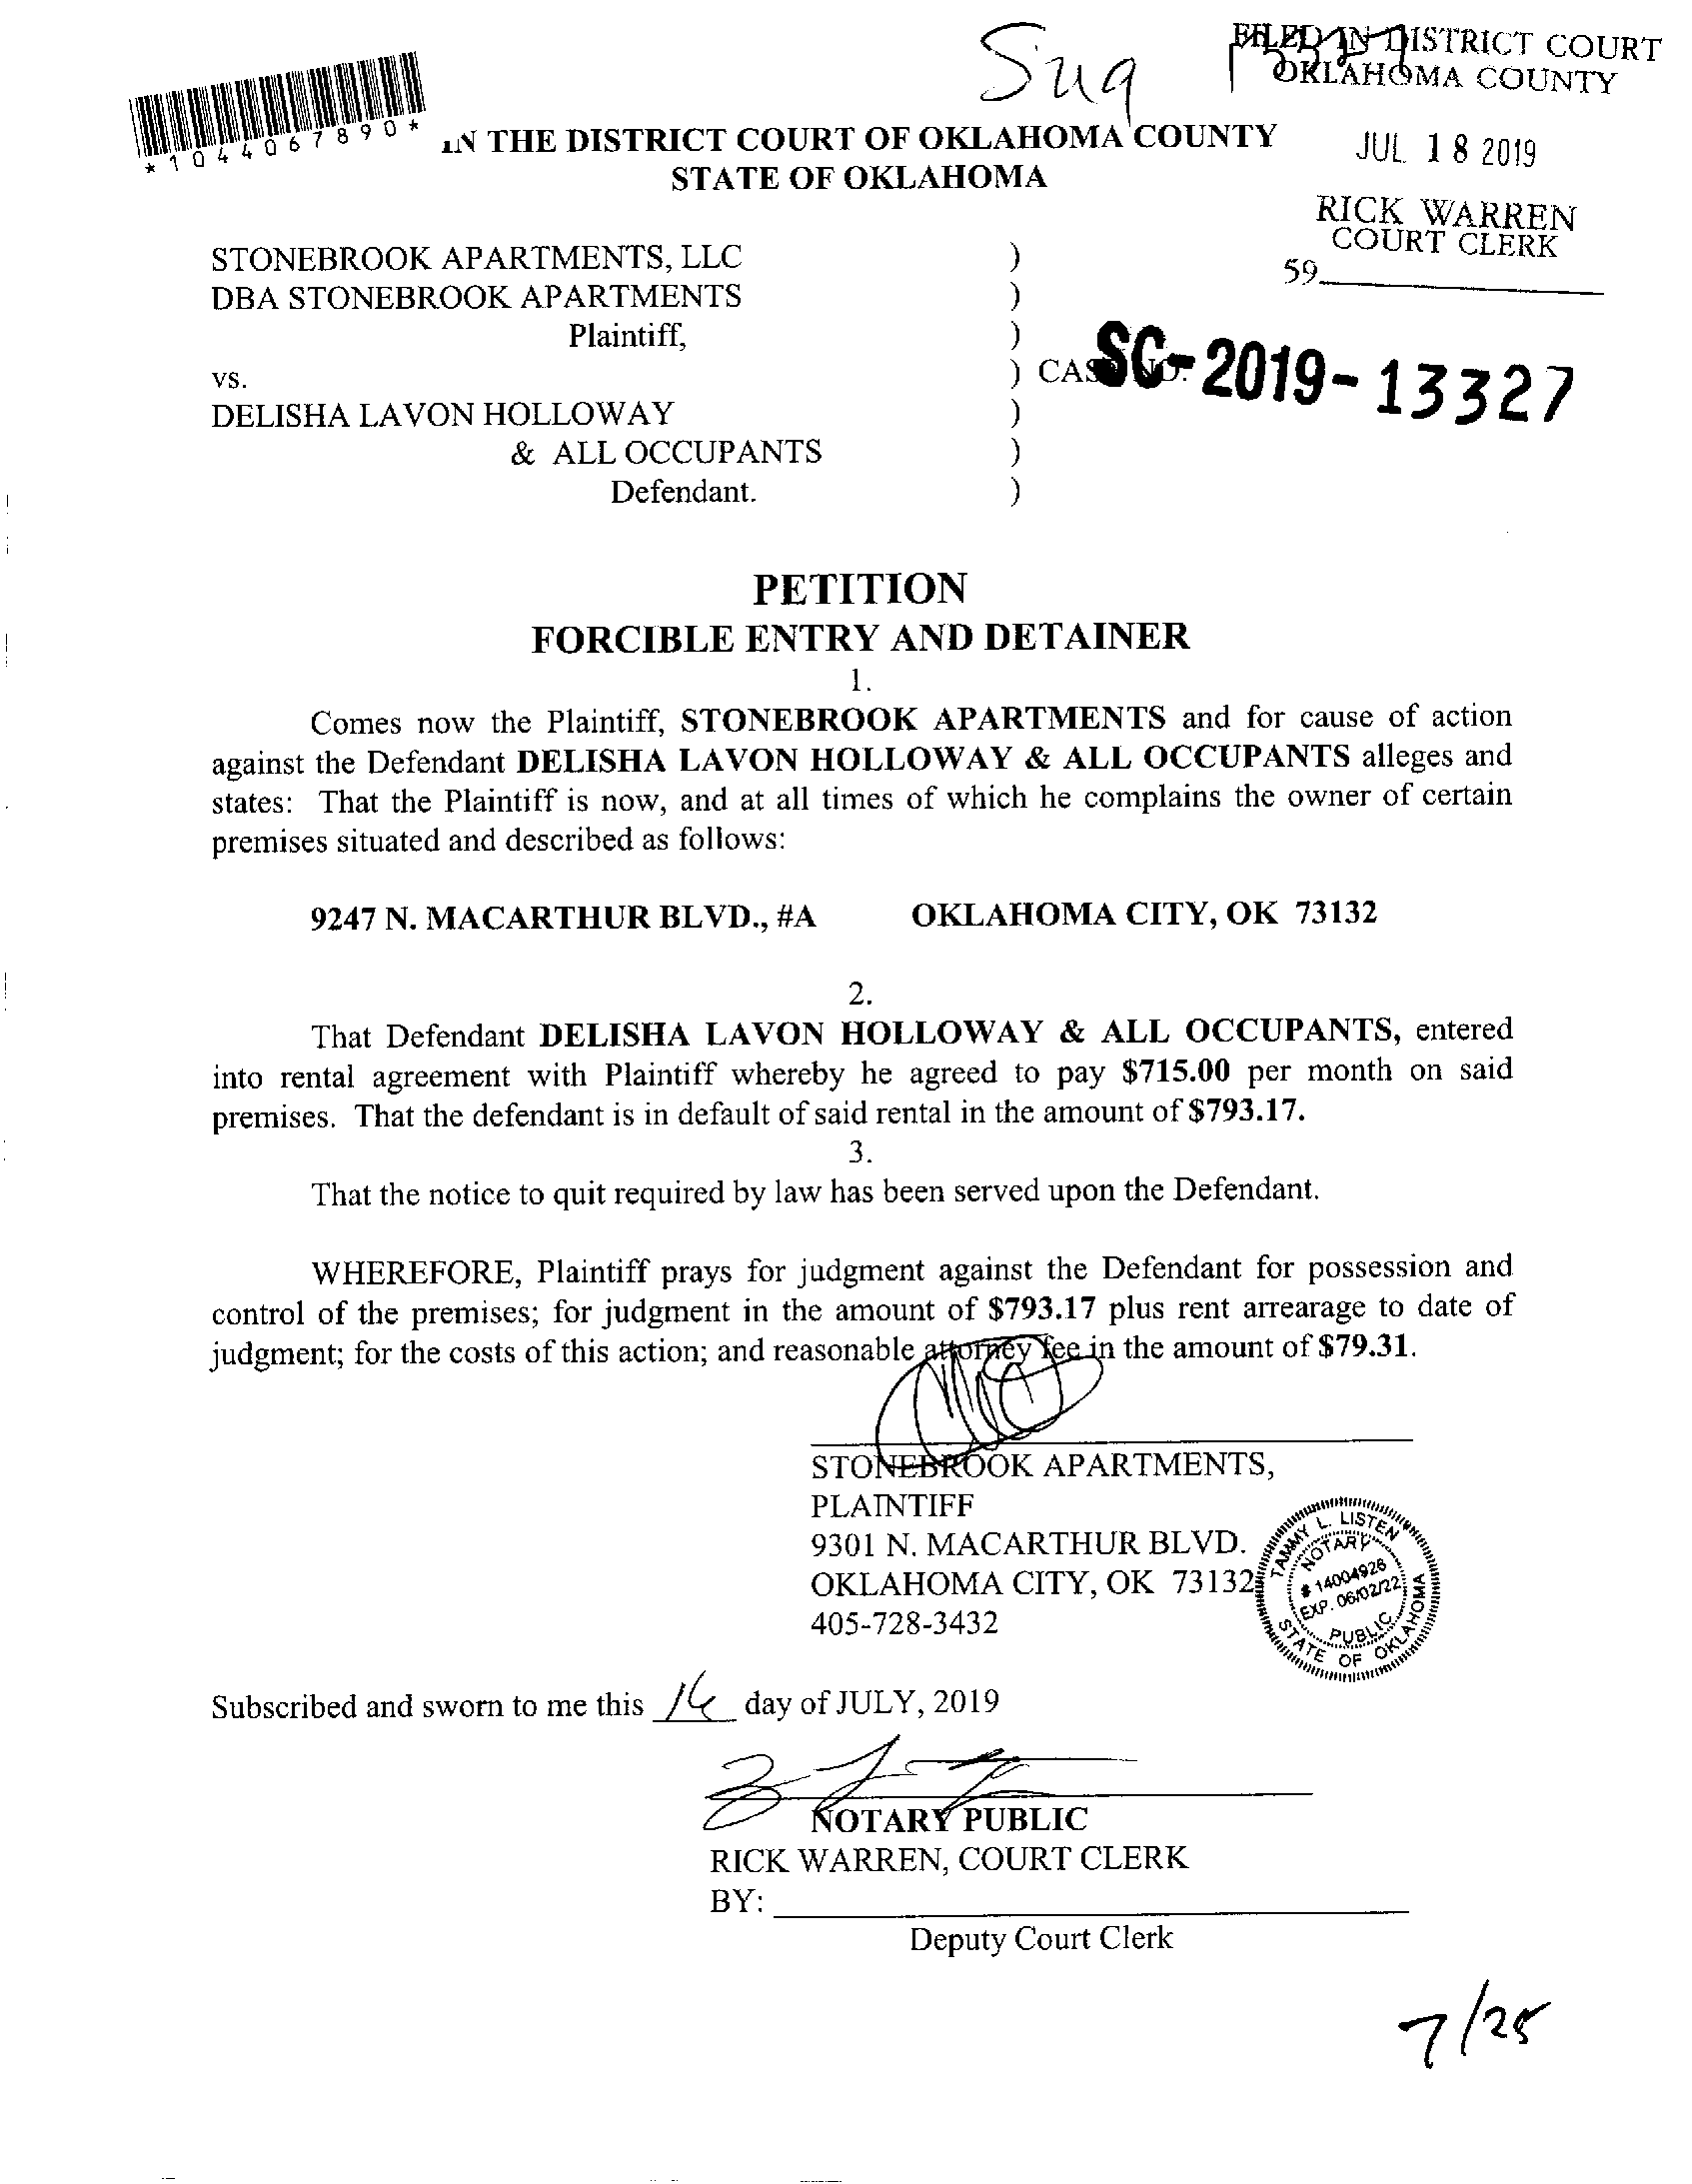 FILED IN DISTRICT COURT
OKLAHOMA COUNTY
*1044067890*
IN THE DISTRICT COURT OF OKLAHOMA COUNTY
STATE OF OKLAHOMA
JUL 18 2019
RICK WARREN
COURT CLERK
59
STONEBROOK APARTMENTS, LLC )
DBA STONEBROOK APARTMENTS )
Plaintiff, )
vs. ) CASE NO. SC-2019-13327
DELISHA LAVON HOLLOWAY )
& ALL OCCUPANTS )
Defendant. )
PETITION
FORCIBLE ENTRY AND DETAINER
1.
Comes now the Plaintiff, STONEBROOK APARTMENTS and for cause of action
against the Defendant DELISHA LAVON HOLLOWAY & ALL OCCUPANTS alleges and
states: That the Plaintiff is now, and at all times of which he complains the owner of certain
premises situated and described as follows:
9247 N. MACARTHUR BLVD., #A OKLAHOMA CITY, OK 73132
2.
That Defendant DELISHA LAVON HOLLOWAY & ALL OCCUPANTS, entered
into rental agreement with Plaintiff whereby he agreed to pay $715.00 per month on said
premises. That the defendant is in default of said rental in the amount of $793.17.
3.
That the notice to quit required by law has been served upon the Defendant.
WHEREFORE, Plaintiff prays for judgment against the Defendant for possession and
control of the premises; for judgment in the amount of $793.17 plus rent arrearage to date of
judgment; for the costs of this action; and reasonable attorney fee in the amount of $79.31.
STONEBROOK APARTMENTS,
PLAINTIFF
9301 N. MACARTHUR BLVD.
OKLAHOMA CITY, OK 73132
405-728-3432
TAMMY L. LISTEN
NOTARY
# 14004926
EXP. 06/02/22
PUBLIC
STATE OF OKLAHOMA
Subscribed and sworn to me this 16 day of JULY, 2019
NOTARY PUBLIC
RICK WARREN, COURT CLERK
BY:
Deputy Court Clerk
7/25